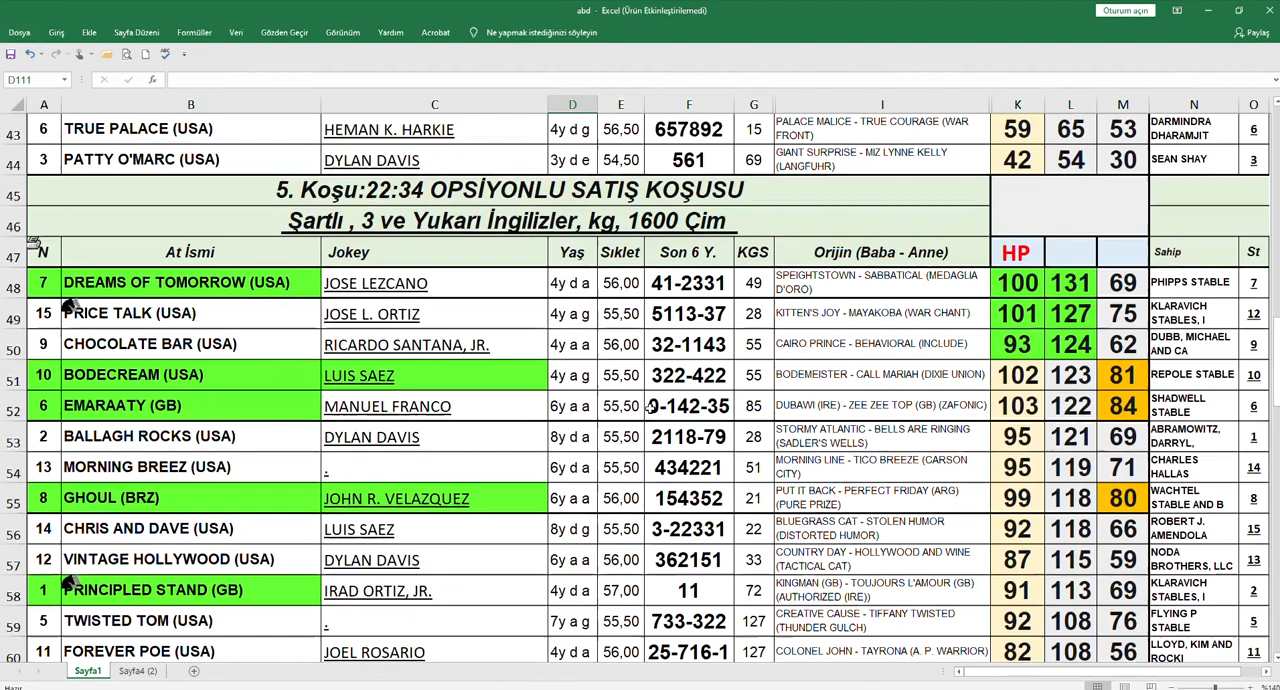 abd - Excel (Ürün Etkinleştirilemedi)
Oturum açın
Dosya Giriş Ekle Sayfa Düzeni Formüller Veri Gözden Geçir Görünüm Yardım Acrobat Ne yapmak istediğinizi söyleyin Paylaş
D111 fx
A B C D E F G I K L M N O
43 6 TRUE PALACE (USA) HEMAN K. HARKIE 4y d g 56,50 657892 15 PALACE MALICE - TRUE COURAGE (WAR FRONT) 59 65 53 DARMINDRA DHARAMJIT 6
44 3 PATTY O'MARC (USA) DYLAN DAVIS 3y d e 54,50 561 69 GIANT SURPRISE - MIZ LYNNE KELLY (LANGFUHR) 42 54 30 SEAN SHAY 3
45 5. Koşu:22:34 OPSİYONLU SATIŞ KOŞUSU
46 Şartlı , 3 ve Yukarı İngilizler, kg, 1600 Çim
47 N At İsmi Jokey Yaş Sıklet Son 6 Y. KGS Orijin (Baba - Anne) HP Sahip St
48 7 DREAMS OF TOMORROW (USA) JOSE LEZCANO 4y d a 56,00 41-2331 49 SPEIGHTSTOWN - SABBATICAL (MEDAGLIA D'ORO) 100 131 69 PHIPPS STABLE 7
49 15 PRICE TALK (USA) JOSE L. ORTIZ 4y d a 55,50 5113-37 28 KITTEN'S JOY - MAYAKOBA (WAR CHANT) 101 127 75 KLARAVICH STABLES, I 12
50 9 CHOCOLATE BAR (USA) RICARDO SANTANA, JR. 4y a a 56,00 32-1143 55 CAIRO PRINCE - BEHAVIORAL (INCLUDE) 93 124 62 DUBB, MICHAEL AND CA 9
51 10 BODECREAM (USA) LUIS SAEZ 4y a g 55,50 322-422 55 BODEMEISTER - CALL MARIAH (DIXIE UNION) 102 123 81 REPOLE STABLE 10
52 6 EMARAATY (GB) MANUEL FRANCO 6y a a 55,50 0-142-35 85 DUBAWI (IRE) - ZEE ZEE TOP (GB) (ZAFONIC) 103 122 84 SHADWELL STABLE 6
53 2 BALLAGH ROCKS (USA) DYLAN DAVIS 8y d a 55,50 2118-79 28 STORMY ATLANTIC - BELLS ARE RINGING (SADLER'S WELLS) 95 121 69 ABRAMOWITZ, DARRYL, 1
54 13 MORNING BREEZ (USA) . 6y d a 55,50 434221 51 MORNING LINE - TICO BREEZE (CARSON CITY) 95 119 71 CHARLES HALLAS 14
55 8 GHOUL (BRZ) JOHN R. VELAZQUEZ 6y a a 56,00 154352 21 PUT IT BACK - PERFECT FRIDAY (ARG) (PURE PRIZE) 99 118 80 WACHTEL STABLE AND B 8
56 14 CHRIS AND DAVE (USA) LUIS SAEZ 8y d g 55,50 3-22331 22 BLUEGRASS CAT - STOLEN HUMOR (DISTORTED HUMOR) 92 118 66 ROBERT J. AMENDOLA 15
57 12 VINTAGE HOLLYWOOD (USA) DYLAN DAVIS 6y d a 56,00 362151 33 COUNTRY DAY - HOLLYWOOD AND WINE (TACTICAL CAT) 87 115 59 NODA BROTHERS, LLC 13
58 1 PRINCIPLED STAND (GB) IRAD ORTIZ, JR. 4y d a 57,00 11 72 KINGMAN (GB) - TOUJOURS L'AMOUR (GB) (AUTHORIZED (IRE)) 91 113 69 KLARAVICH STABLES, I 2
59 5 TWISTED TOM (USA) . 7y a g 55,50 733-322 127 CREATIVE CAUSE - TIFFANY TWISTED (THUNDER GULCH) 92 108 76 FLYING P STABLE 5
60 11 FOREVER POE (USA) JOEL ROSARIO 4y d a 56,00 25-716-1 127 COLONEL JOHN - TAYRONA (A. P. WARRIOR) 82 108 56 LLOYD, KIM AND ROCKI 11
Sayfa1 Sayfa4 (2)
Hazır %140